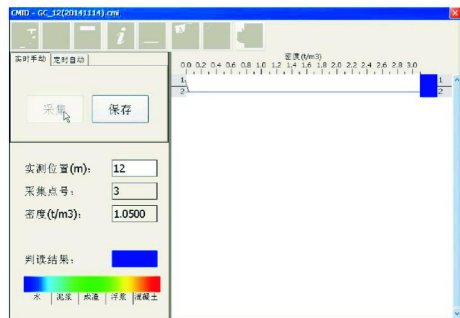 CMID - GC_12(20141114).cmi
实时手动 定时自动
采集 保存
实测位置(m): 12
采集点号: 3
密度(t/m3): 1.0500
判读结果:
水 泥浆 沉渣 浮浆 混凝土
密度(t/m3)
0.0 0.2 0.4 0.6 0.8 1.0 1.2 1.4 1.6 1.8 2.0 2.2 2.4 2.6 2.8 3.0
1 1
2 2